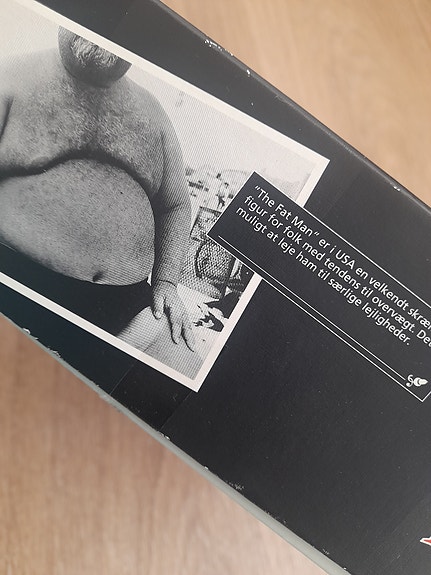 "The Fat Man" er i USA en velkendt skræm
figur for folk med tendens til overvægt. Det
muligt at leje ham til særlige lejligheder.